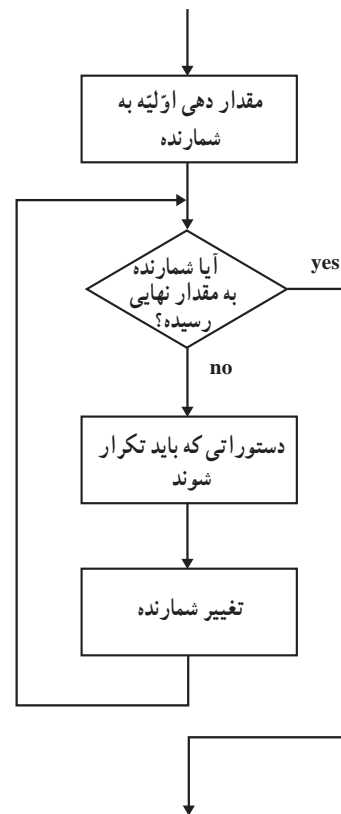 مقدار دهی اوّلیّه به
شمارنده
آیا شمارنده
به مقدار نهایی
رسیده؟
yes
no
دستوراتی که باید تکرار
شوند
تغییر شمارنده